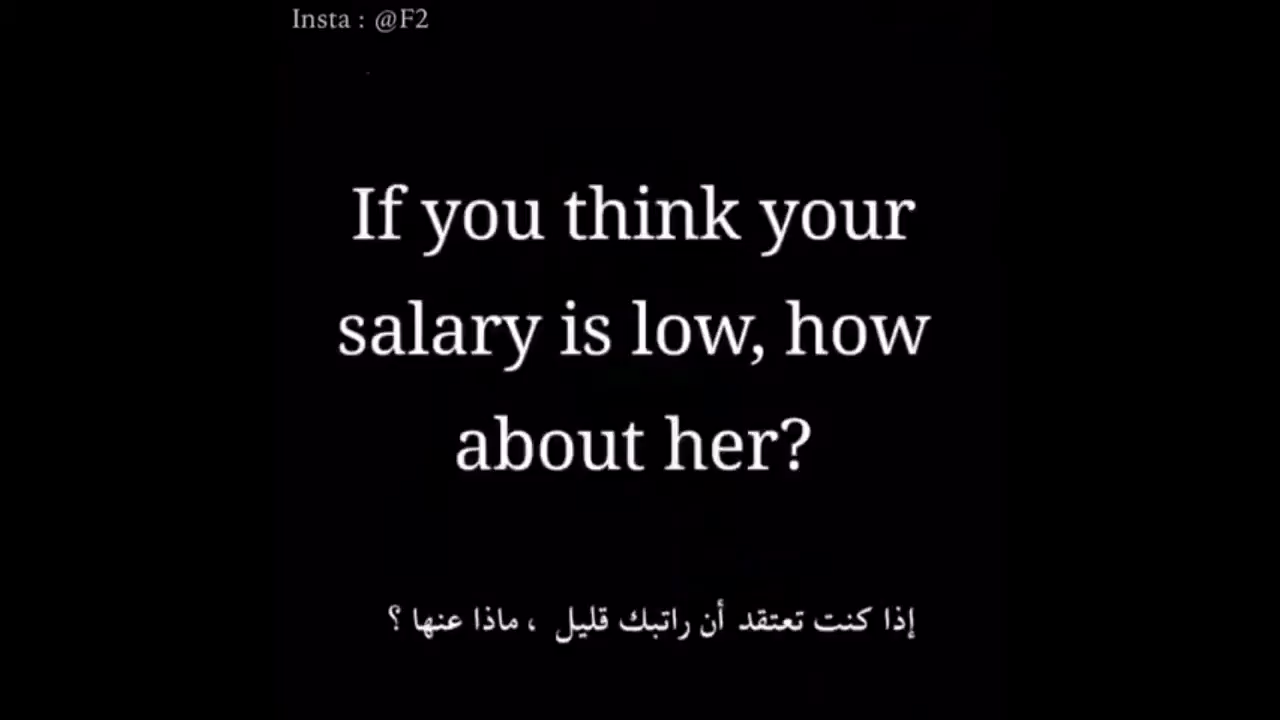 Insta : @F2
If you think your
salary is low, how
about her?
إذا كنت تعتقد أن راتبك قليل ، ماذا عنها ؟